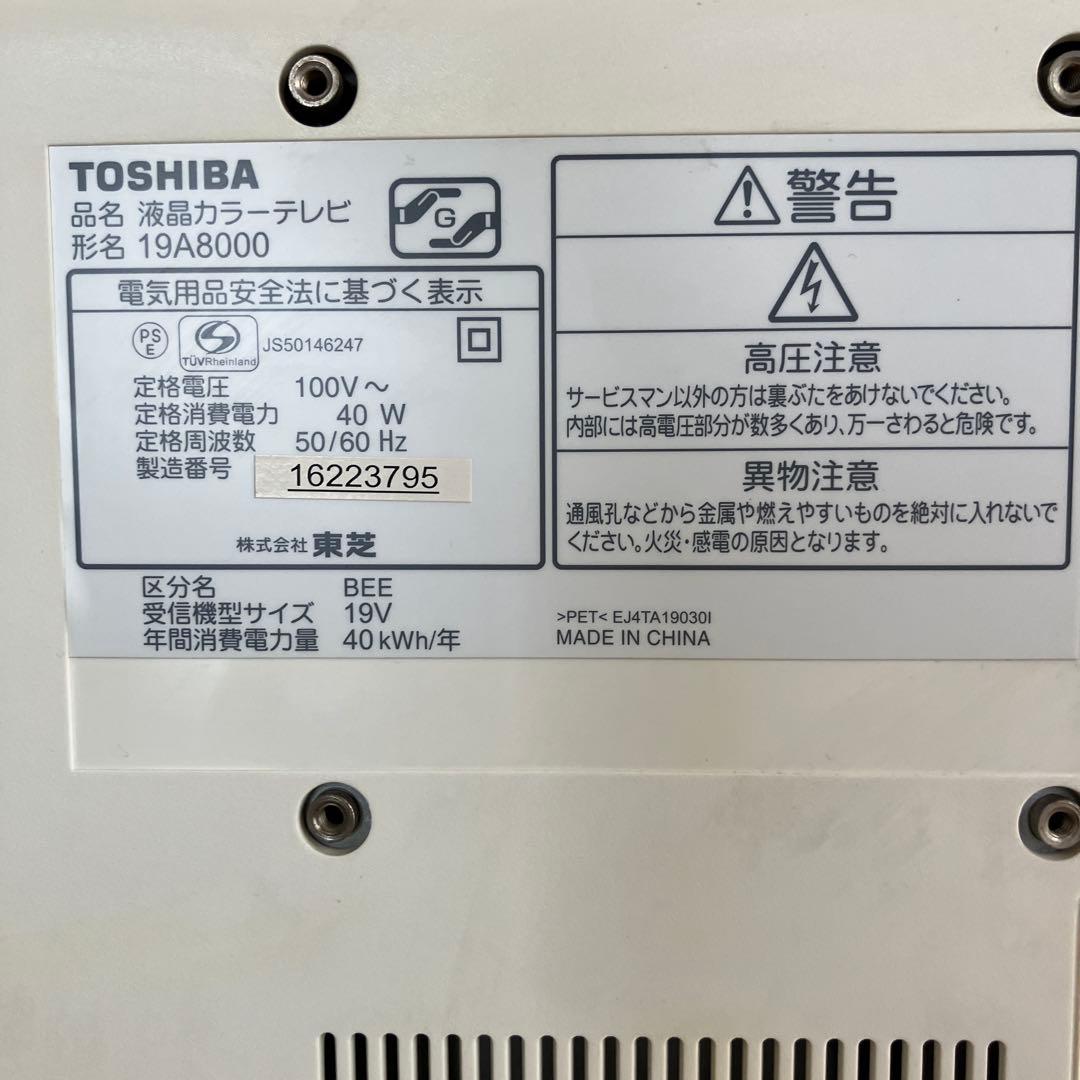 TOSHIBA
品名 液晶カラーテレビ
形名 19A8000
G
電気用品安全法に基づく表示
PS
E
TÜVRheinland
JS50146247
定格電圧 100V～
定格消費電力 40 W
定格周波数 50/60 Hz
製造番号 16223795
株式会社 東芝
区分名 BEE
受信機型サイズ 19V
年間消費電力量 40kWh/年
警告
高圧注意
サービスマン以外の方は裏ぶたをあけないでください。
内部には高電圧部分が数多くあり、万一さわると危険です。
異物注意
通風孔などから金属や燃えやすいものを絶対に入れないで
ください。火災・感電の原因となります。
>PET< EJ4TA19030I
MADE IN CHINA